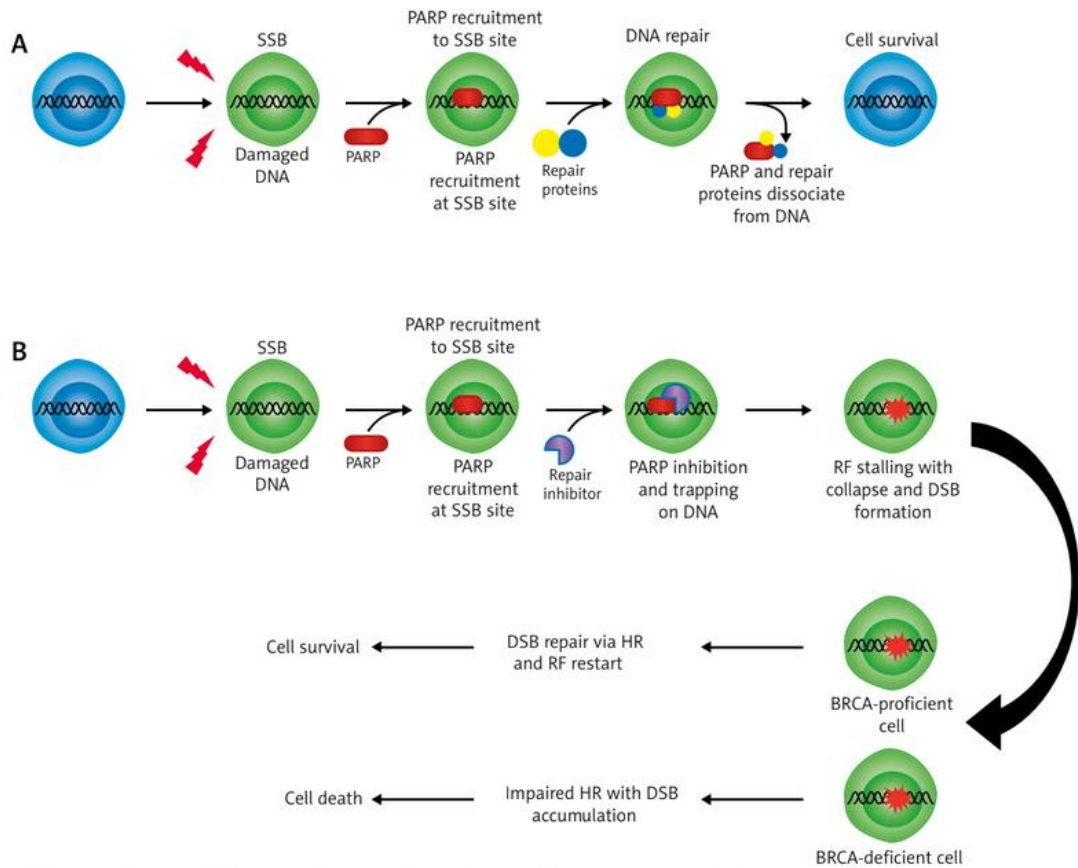 A
SSB
Damaged
DNA
PARP
PARP recruitment
to SSB site
PARP
recruitment
at SSB site
Repair
proteins
DNA repair
PARP and repair
proteins dissociate
from DNA
Cell survival
B
SSB
Damaged
DNA
PARP
PARP recruitment
to SSB site
PARP
recruitment
at SSB site
Repair
inhibitor
PARP inhibition
and trapping
on DNA
RF stalling with
collapse and DSB
formation
Cell survival
DSB repair via HR
and RF restart
BRCA-proficient
cell
Cell death
Impaired HR with DSB
accumulation
BRCA-deficient cell